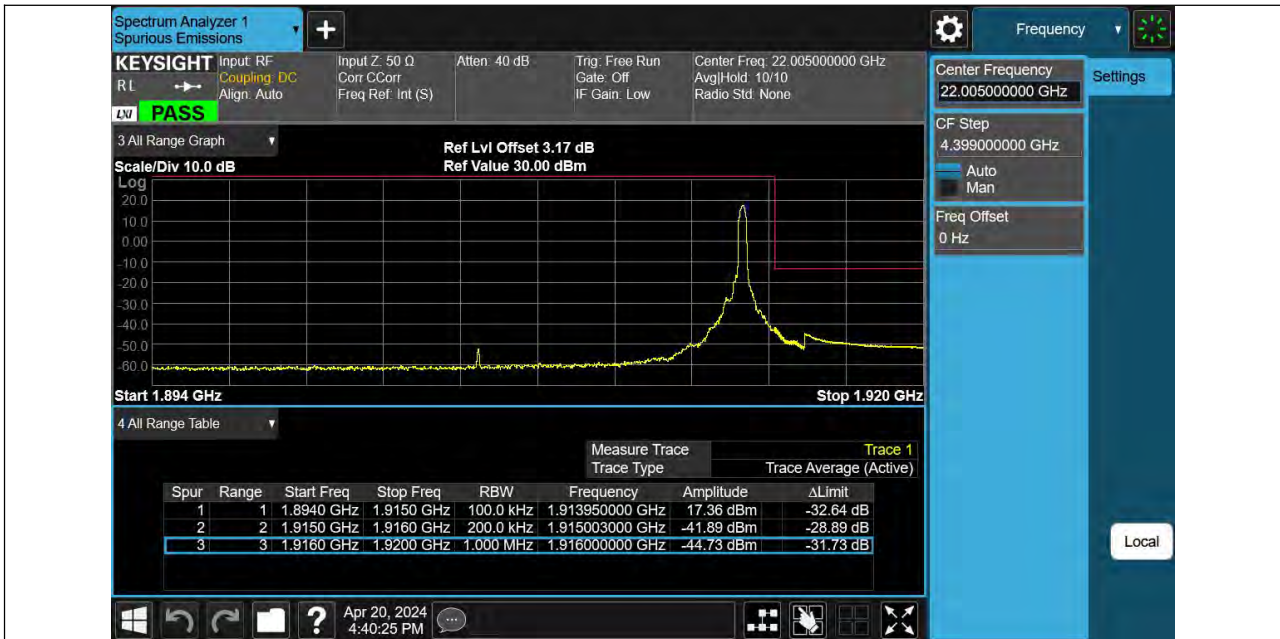 Spectrum Analyzer 1
Spurious Emissions
+
Frequency
KEYSIGHT
R L
LXI PASS
Input: RF
Coupling: DC
Align: Auto
Input Z: 50 Ω
Corr CCorr
Freq Ref: Int (S)
Atten: 40 dB
Trig: Free Run
Gate: Off
IF Gain: Low
Center Freq: 22.005000000 GHz
Avg|Hold: 10/10
Radio Std: None
Center Frequency
22.005000000 GHz
Settings
CF Step
4.399000000 GHz
Auto
Man
Freq Offset
0 Hz
Local
3 All Range Graph
Scale/Div 10.0 dB
Ref Lvl Offset 3.17 dB
Ref Value 30.00 dBm
Log
20.0
10.0
0.00
-10.0
-20.0
-30.0
-40.0
-50.0
-60.0
Start 1.894 GHz
Stop 1.920 GHz
4 All Range Table
Measure Trace Trace 1
Trace Type Trace Average (Active)
Spur Range Start Freq Stop Freq RBW Frequency Amplitude ΔLimit
1 1 1.8940 GHz 1.9150 GHz 100.0 kHz 1.913950000 GHz 17.36 dBm -32.64 dB
2 2 1.9150 GHz 1.9160 GHz 200.0 kHz 1.915003000 GHz -41.89 dBm -28.89 dB
3 3 1.9160 GHz 1.9200 GHz 1.000 MHz 1.916000000 GHz -44.73 dBm -31.73 dB
?
Apr 20, 2024
4:40:25 PM